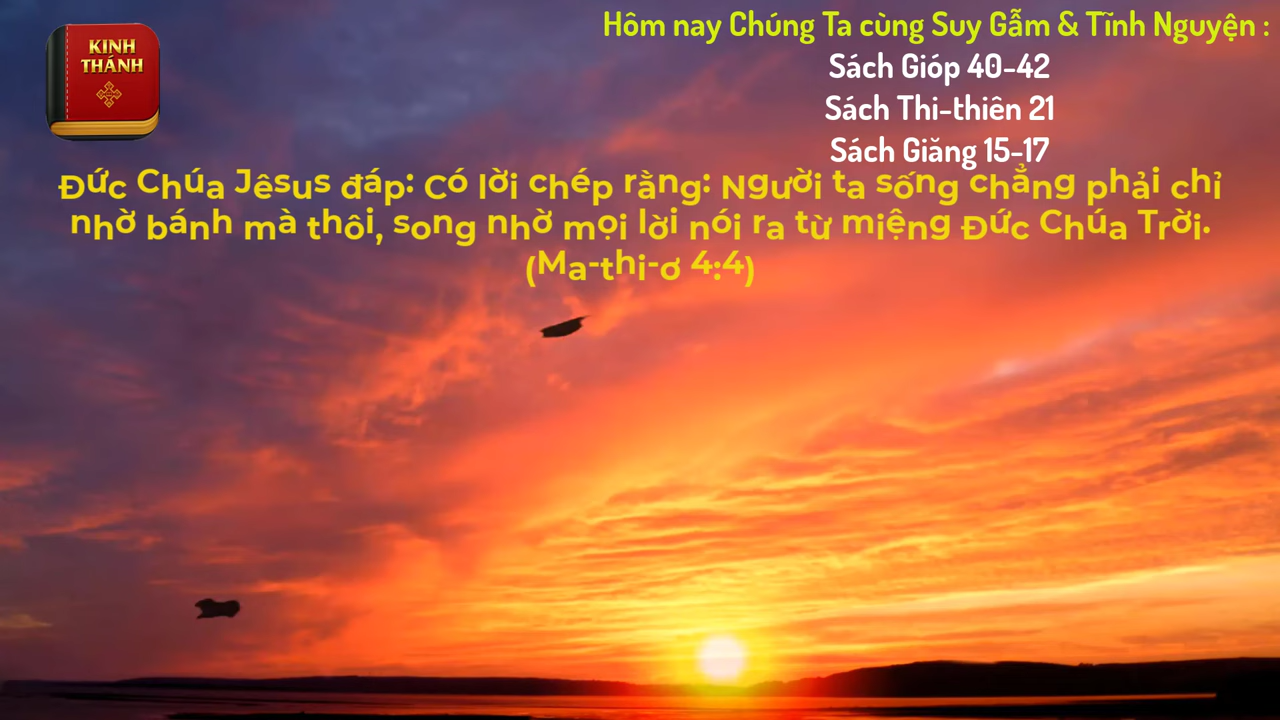 KINH
THÁNH
Hôm nay Chúng Ta cùng Suy Gẫm & Tĩnh Nguyện :
Sách Gióp 40-42
Sách Thi-thiên 21
Sách Giăng 15-17
Đức Chúa Jêsus đáp: Có lời chép rằng: Người ta sống chẳng phải chỉ
nhờ bánh mà thôi, song nhờ mọi lời nói ra từ miệng Đức Chúa Trời.
(Ma-thi-ơ 4:4)